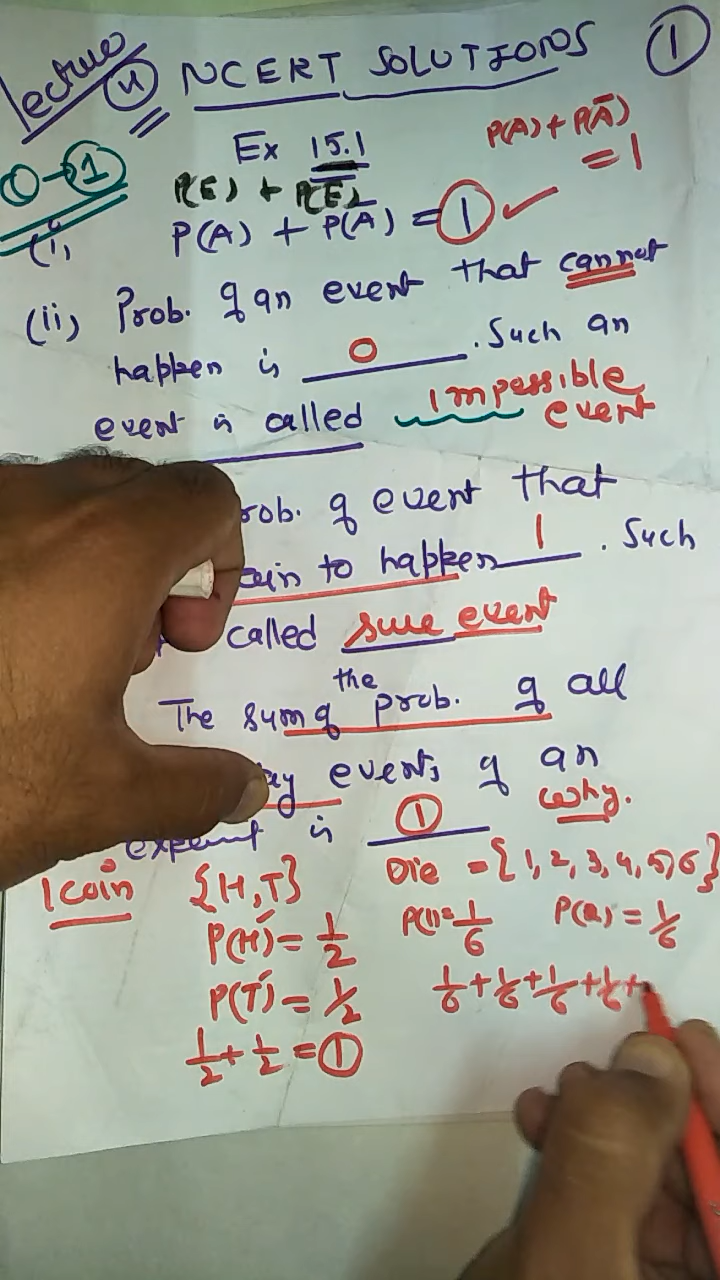 Lecture 4 NCERT SOLUTIONS 1
Ex 15.1
P(A) + P(Ā) = 1
Q → 1
P(E) + P(Ē)
(i) P(A) + P(Ā) = 1 ✓
(ii) Prob. of an event that cannot
happen is 0. Such an
event is called Impossible event
rob. of event that
ain to happen 1. Such
called sure event
The sum of the prob. of all
ay events of an
is 1 why.
1 coin {H,T} Die = {1, 2, 3, 4, 5, 6}
P(H) = 1/2 P(1) = 1/6 P(2) = 1/6
P(T) = 1/2 1/6 + 1/6 + 1/6 + 1/6 +
1/2 + 1/2 = 1